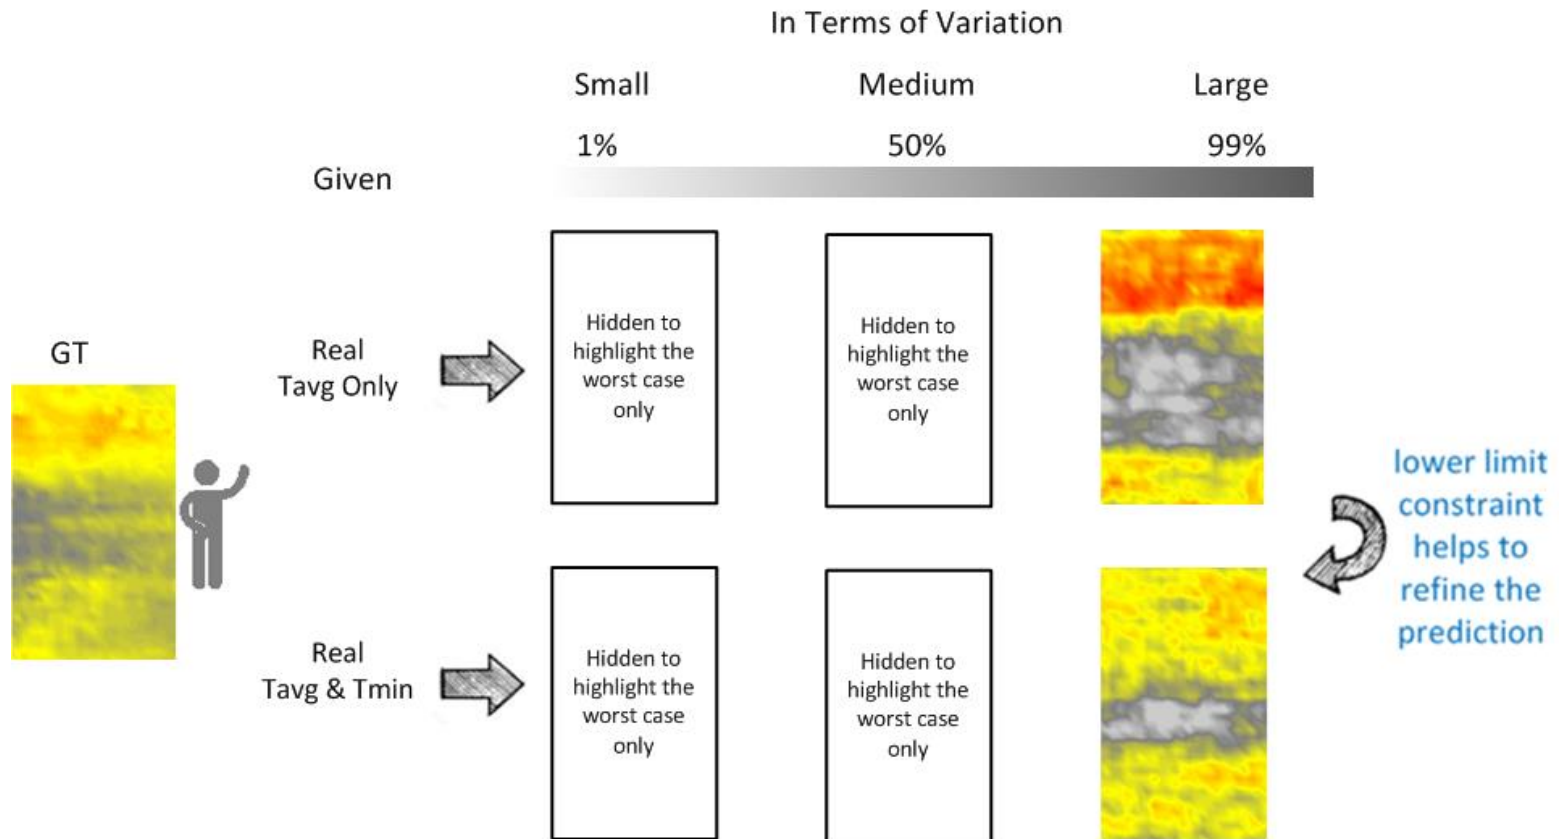 In Terms of Variation
Small
Medium
Large
1%
50%
99%
Given
GT
Real
Tavg Only
Hidden to
highlight the
worst case
only
Hidden to
highlight the
worst case
only
lower limit
constraint
helps to
refine the
prediction
Real
Tavg & Tmin
Hidden to
highlight the
worst case
only
Hidden to
highlight the
worst case
only